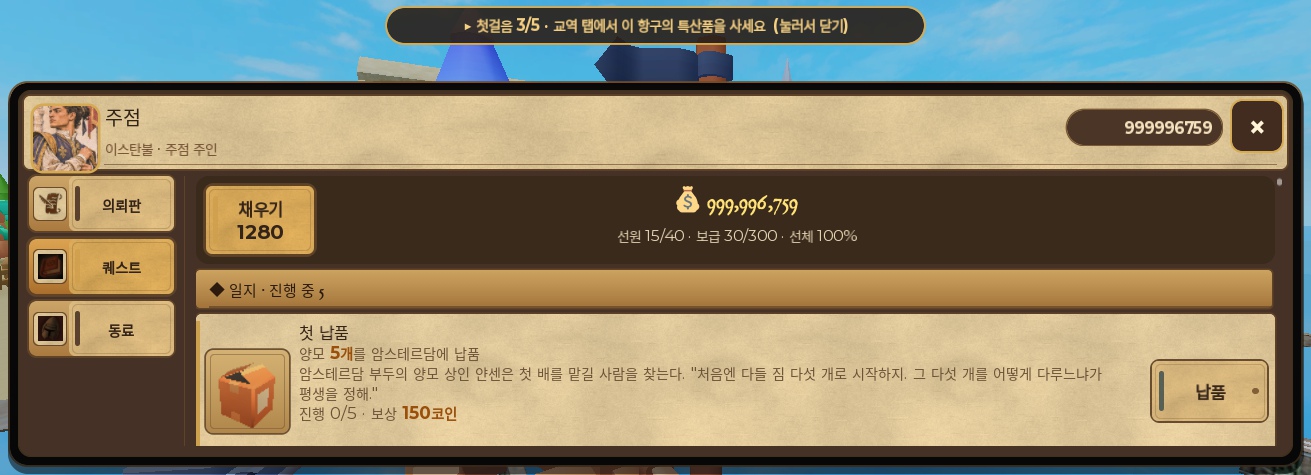 ▸ 첫걸음 3/5 · 교역 탭에서 이 항구의 특산품을 사세요 (눌러서 닫기)
주점
이스탄불 · 주점 주인
999996759
×
의뢰판
퀘스트
동료
채우기
1280
999,996,759
선원 15/40 · 보급 30/300 · 선체 100%
◆ 일지 · 진행 중 5
첫 납품
양모 5개를 암스테르담에 납품
암스테르담 부두의 양모 상인 얀센은 첫 배를 맡길 사람을 찾는다. "처음엔 다들 짐 다섯 개로 시작하지. 그 다섯 개를 어떻게 다루느냐가
평생을 정해."
진행 0/5 · 보상 150코인
납품